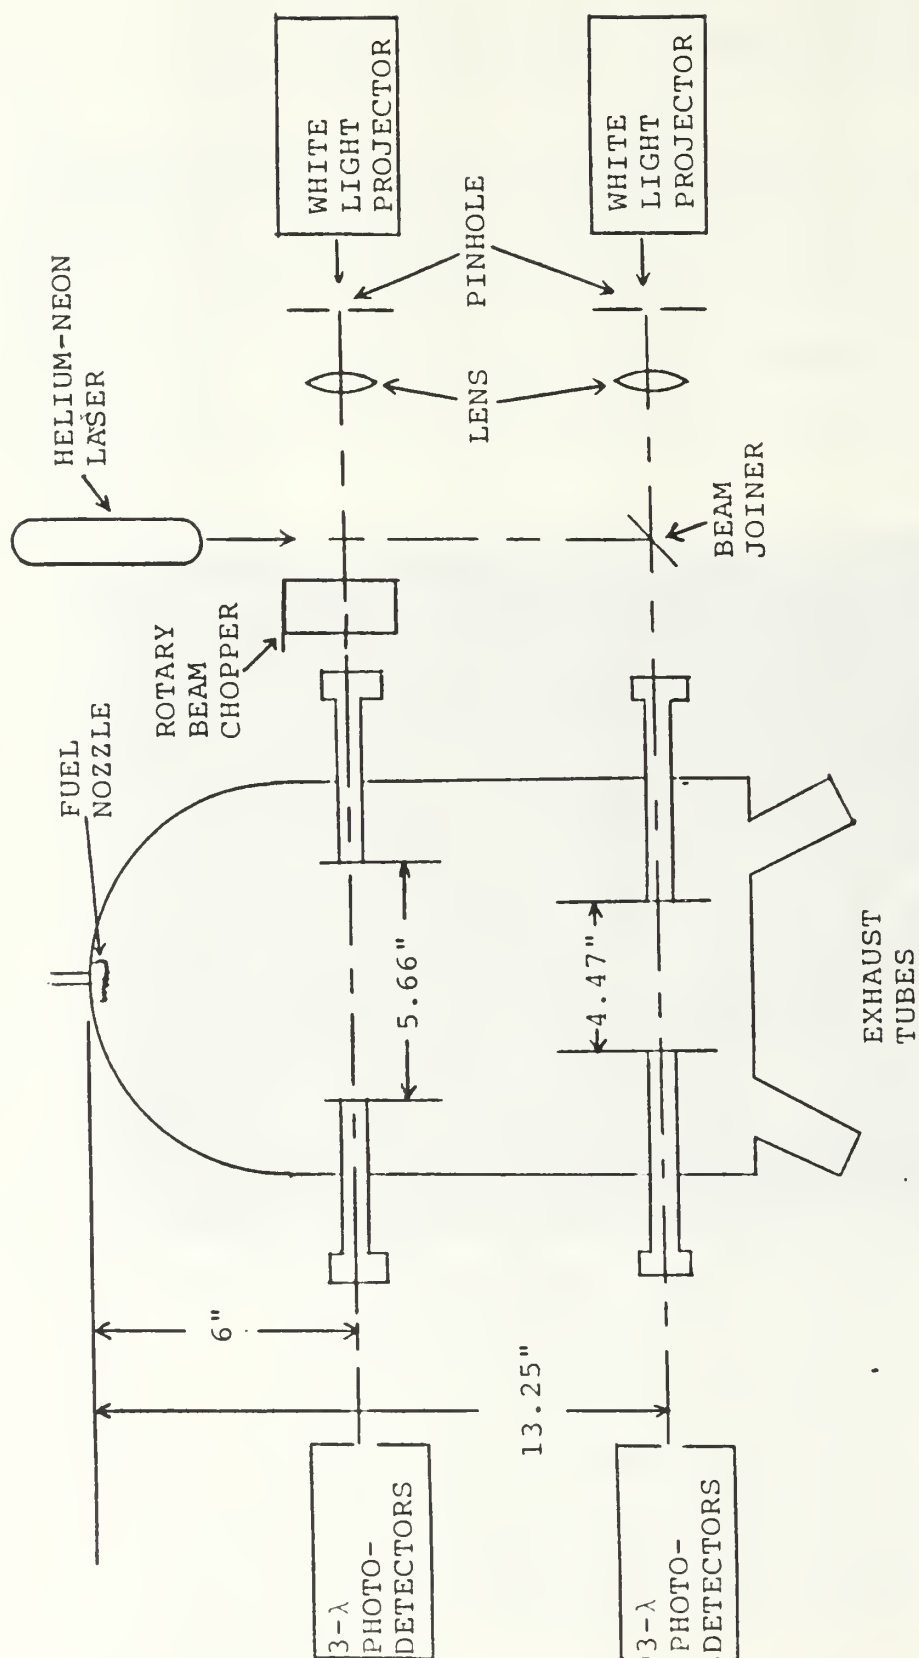 HELIUM-NEON
LASER
FUEL
NOZZLE
ROTARY
BEAM
CHOPPER
WHITE
LIGHT
PROJECTOR
PINHOLE
LENS
WHITE
LIGHT
PROJECTOR
BEAM
JOINER
5.66"
4.47"
6"
13.25"
EXHAUST
TUBES
3-λ
PHOTO-
DETECTORS
3-λ
PHOTO-
DETECTORS